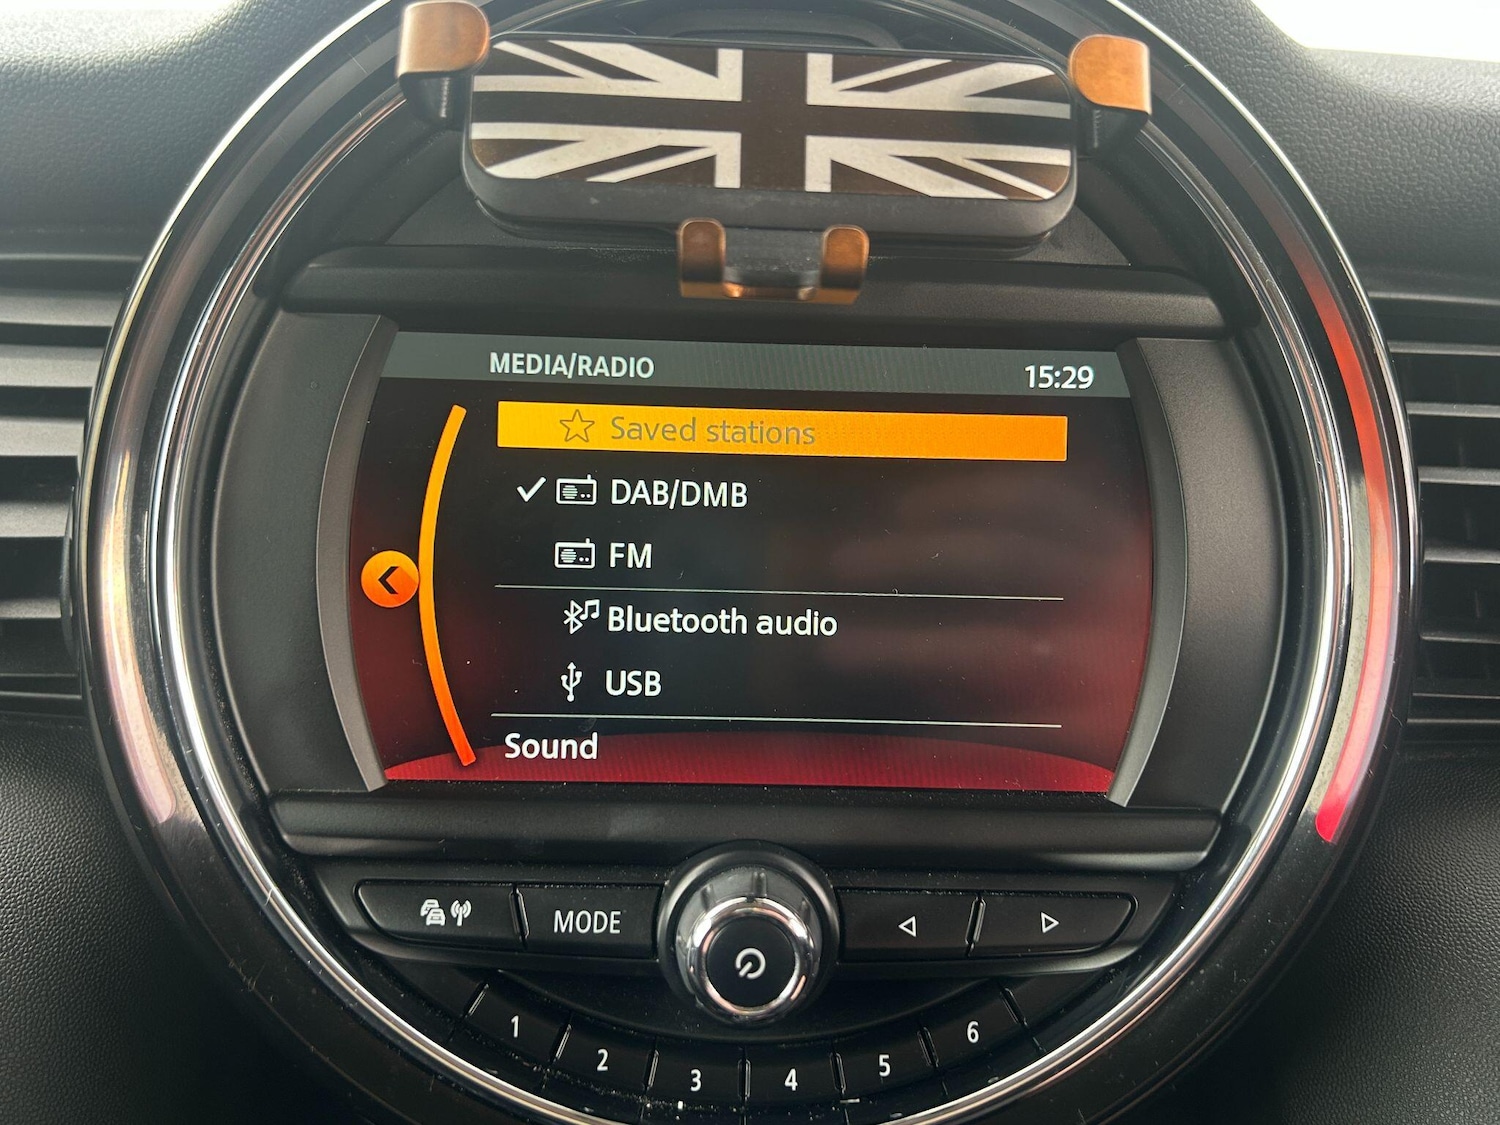 MEDIA/RADIO 15:29
Saved stations
DAB/DMB
FM
Bluetooth audio
USB
Sound
MODE
1 2 3 4 5 6